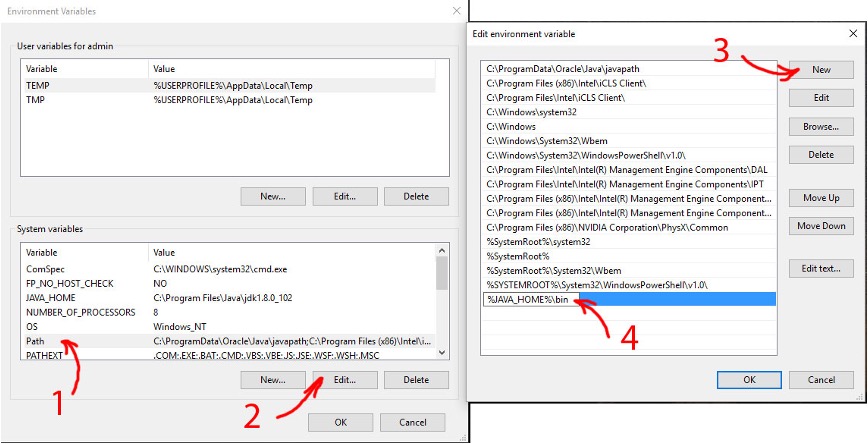 Environment Variables
User variables for admin
Variable Value
TEMP %USERPROFILE%\AppData\Local\Temp
TMP %USERPROFILE%\AppData\Local\Temp
New... Edit... Delete
System variables
Variable Value
ComSpec C:\WINDOWS\system32\cmd.exe
FP_NO_HOST_CHECK NO
JAVA_HOME C:\Program Files\Java\jdk1.8.0_102
NUMBER_OF_PROCESSORS 8
OS Windows_NT
Path C:\ProgramData\Oracle\Java\javapath;C:\Program Files (x86)\Intel\i...
PATHEXT .COM;.EXE;.BAT;.CMD;.VBS;.VBE;.JS;.JSE;.WSF;.WSH;.MSC
1
New... Edit... Delete
2
OK Cancel
Edit environment variable
3
C:\ProgramData\Oracle\Java\javapath
C:\Program Files (x86)\Intel\iCLS Client\
C:\Program Files\Intel\iCLS Client\
C:\Windows\system32
C:\Windows
C:\Windows\System32\Wbem
C:\Windows\System32\WindowsPowerShell\v1.0\
C:\Program Files\Intel\Intel(R) Management Engine Components\DAL
C:\Program Files\Intel\Intel(R) Management Engine Components\IPT
C:\Program Files (x86)\Intel\Intel(R) Management Engine Component...
C:\Program Files (x86)\Intel\Intel(R) Management Engine Component...
C:\Program Files (x86)\NVIDIA Corporation\PhysX\Common
%SystemRoot%\system32
%SystemRoot%
%SystemRoot%\System32\Wbem
%SYSTEMROOT%\System32\WindowsPowerShell\v1.0\
%JAVA_HOME%\bin
4
New
Edit
Browse...
Delete
Move Up
Move Down
Edit text...
OK Cancel